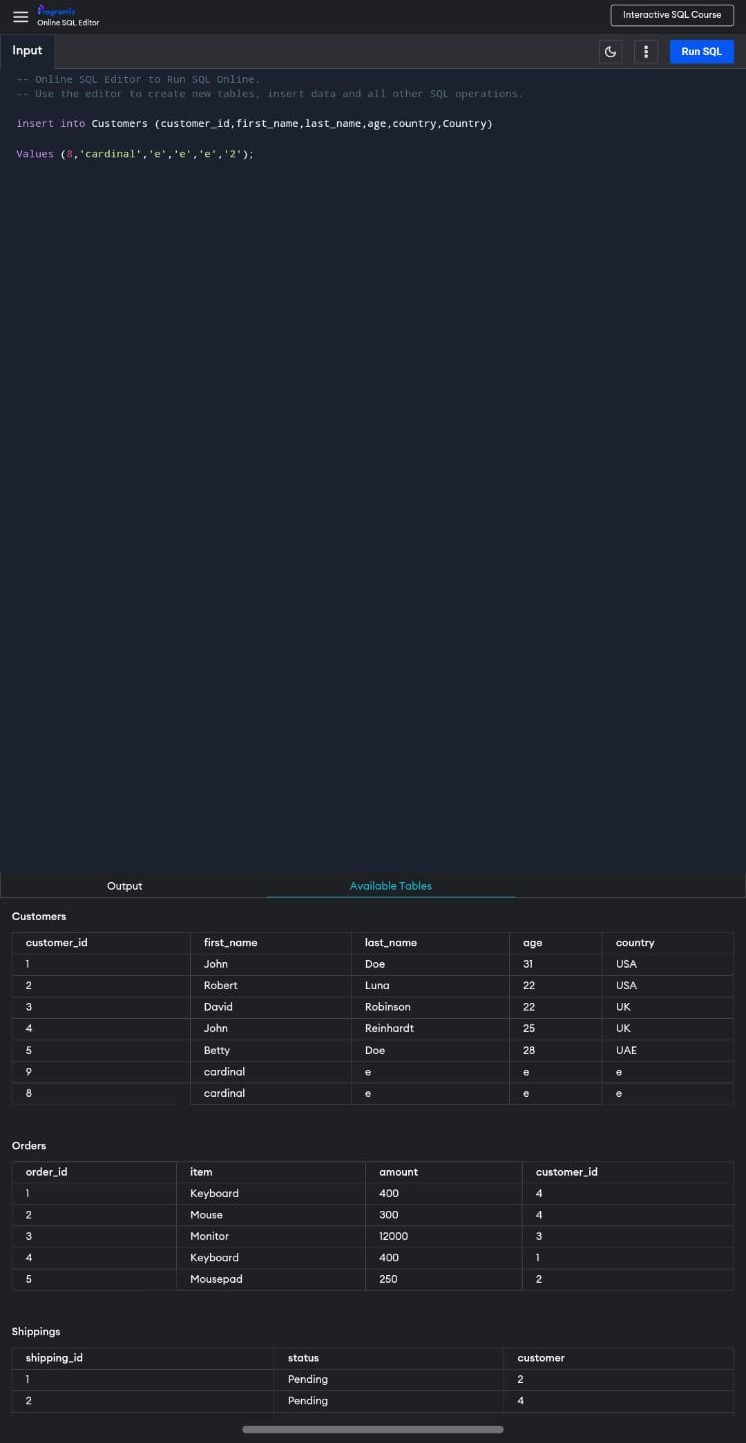 Programiz
Online SQL Editor
Interactive SQL Course
Input
Run SQL
-- Online SQL Editor to Run SQL Online.
-- Use the editor to create new tables, insert data and all other SQL operations.
insert into Customers (customer_id,first_name,last_name,age,country,Country)
Values (8,'cardinal','e','e','e','2');
Output Available Tables
Customers
customer_id first_name last_name age country
1 John Doe 31 USA
2 Robert Luna 22 USA
3 David Robinson 22 UK
4 John Reinhardt 25 UK
5 Betty Doe 28 UAE
9 cardinal e e e
8 cardinal e e e
Orders
order_id item amount customer_id
1 Keyboard 400 4
2 Mouse 300 4
3 Monitor 12000 3
4 Keyboard 400 1
5 Mousepad 250 2
Shippings
shipping_id status customer
1 Pending 2
2 Pending 4